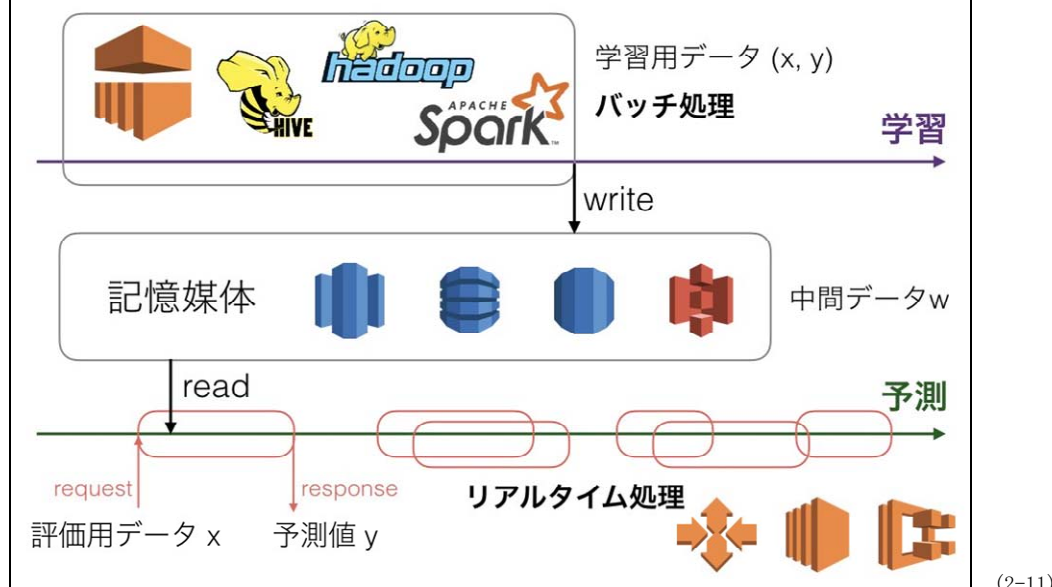 学習用データ (x, y)
バッチ処理
hadoop
HIVE
APACHE
Spark™
学習
write
記憶媒体
中間データw
read
予測
request
response
リアルタイム処理
評価用データ x
予測値 y
(2-11)